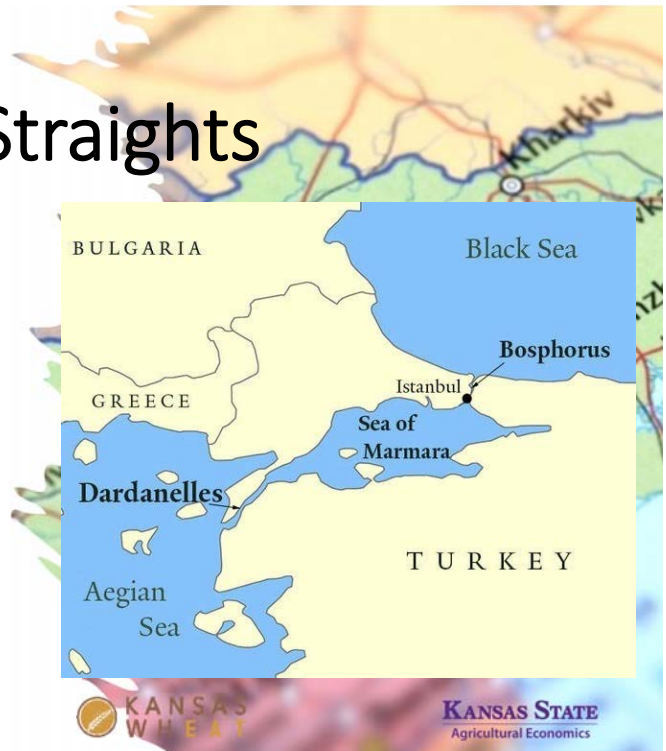 Straights
Kharkiv
BULGARIA
Black Sea
Bosphorus
Istanbul
GREECE
Sea of
Marmara
Dardanelles
TURKEY
Aegian
Sea
KANSAS
WHEAT
KANSAS STATE
Agricultural Economics